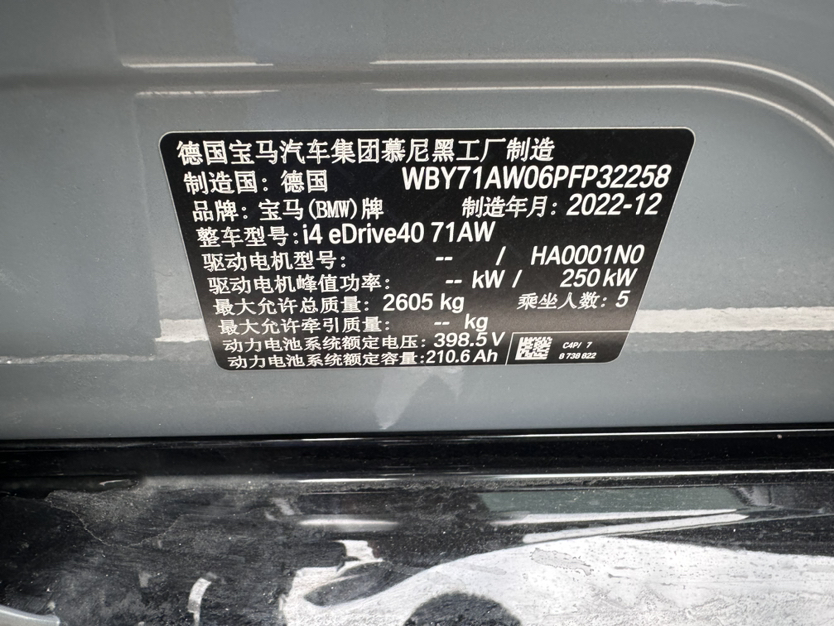 德国宝马汽车集团慕尼黑工厂制造
制造国: 德国 WBY71AW06PFP32258
品牌: 宝马(BMW)牌 制造年月: 2022-12
整车型号: i4 eDrive40 71AW
驱动电机型号: -- / HA0001N0
驱动电机峰值功率: -- kW / 250 kW
最大允许总质量: 2605 kg 乘坐人数: 5
最大允许牵引质量: -- kg
动力电池系统额定电压: 398.5 V
动力电池系统额定容量: 210.6 Ah
C4P/ 7
8 738 822